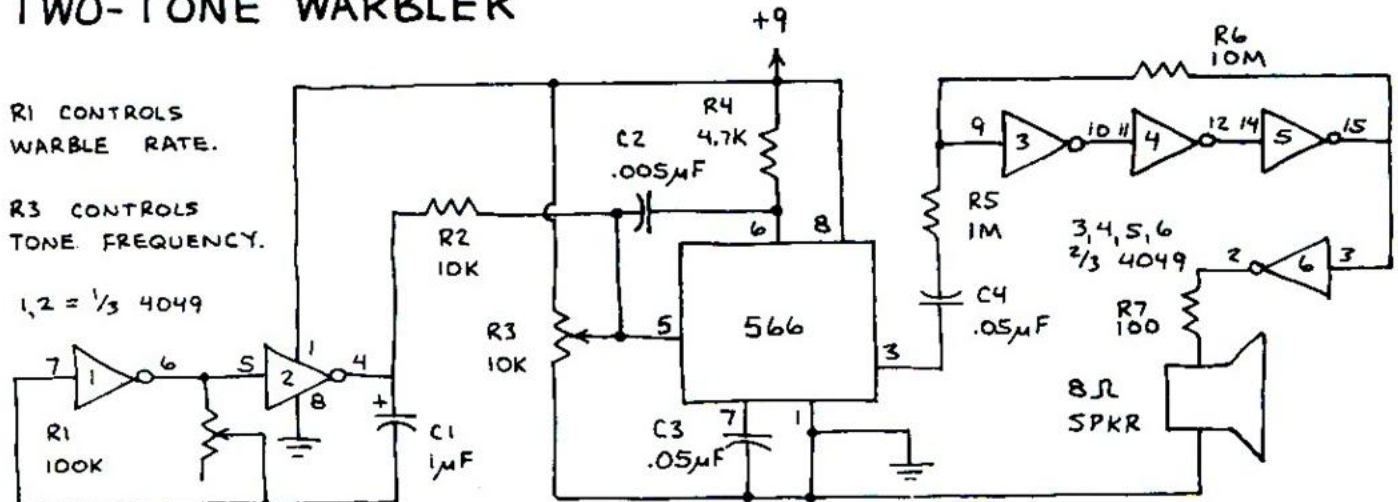 TWO-TONE WARBLER
R1 CONTROLS
WARBLE RATE.
R3 CONTROLS
TONE FREQUENCY.
1,2 = 1/3 4049
7
1
6
5
2
1
4
8
R1
100K
+
C1
1μF
R2
10K
C2
.005μF
R3
10K
+9
R4
4.7K
6
8
5
566
3
7
1
C3
.05μF
R5
1M
C4
.05μF
R6
10M
9
3
10
11
4
12
14
5
15
3,4,5,6
2/3 4049
2
6
3
R7
100
8Ω
SPKR